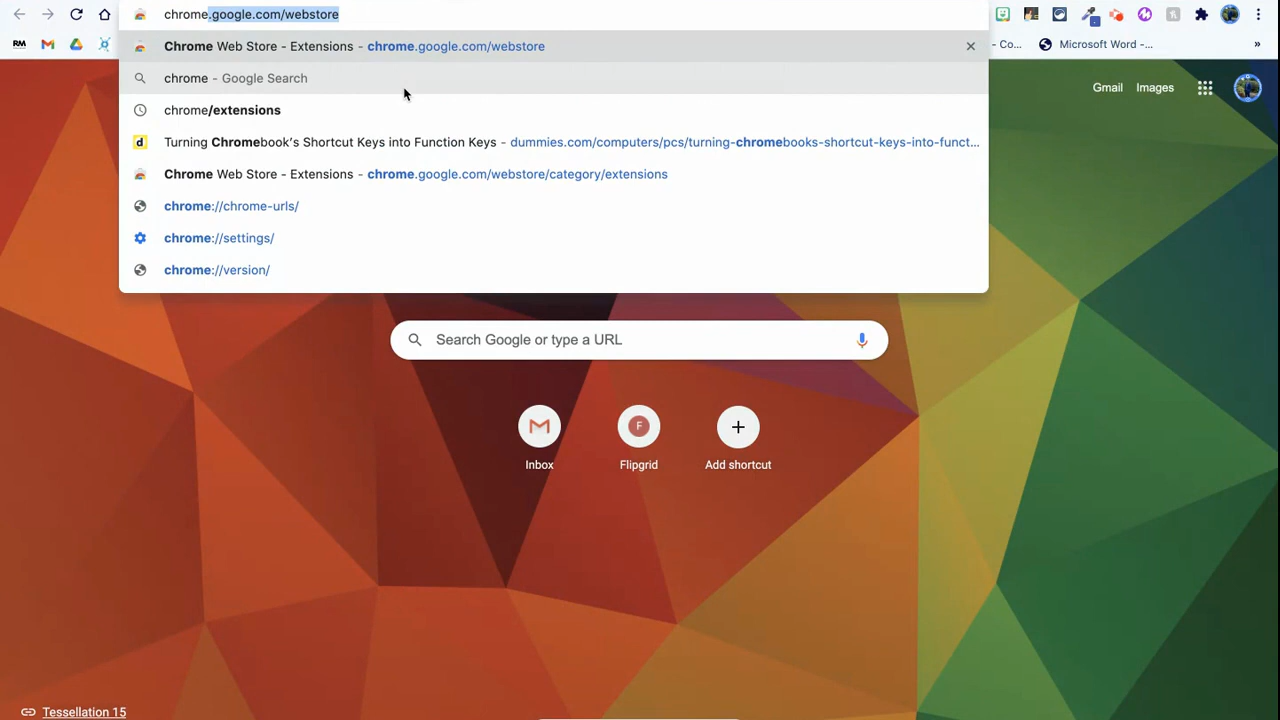 chrome.google.com/webstore
RM
- Co...
Microsoft Word -...
»
Chrome Web Store - Extensions - chrome.google.com/webstore
chrome - Google Search
chrome/extensions
d Turning Chromebook's Shortcut Keys into Function Keys - dummies.com/computers/pcs/turning-chromebooks-shortcut-keys-into-funct...
Chrome Web Store - Extensions - chrome.google.com/webstore/category/extensions
chrome://chrome-urls/
chrome://settings/
chrome://version/
Gmail Images
Search Google or type a URL
F
Inbox Flipgrid Add shortcut
Tessellation 15